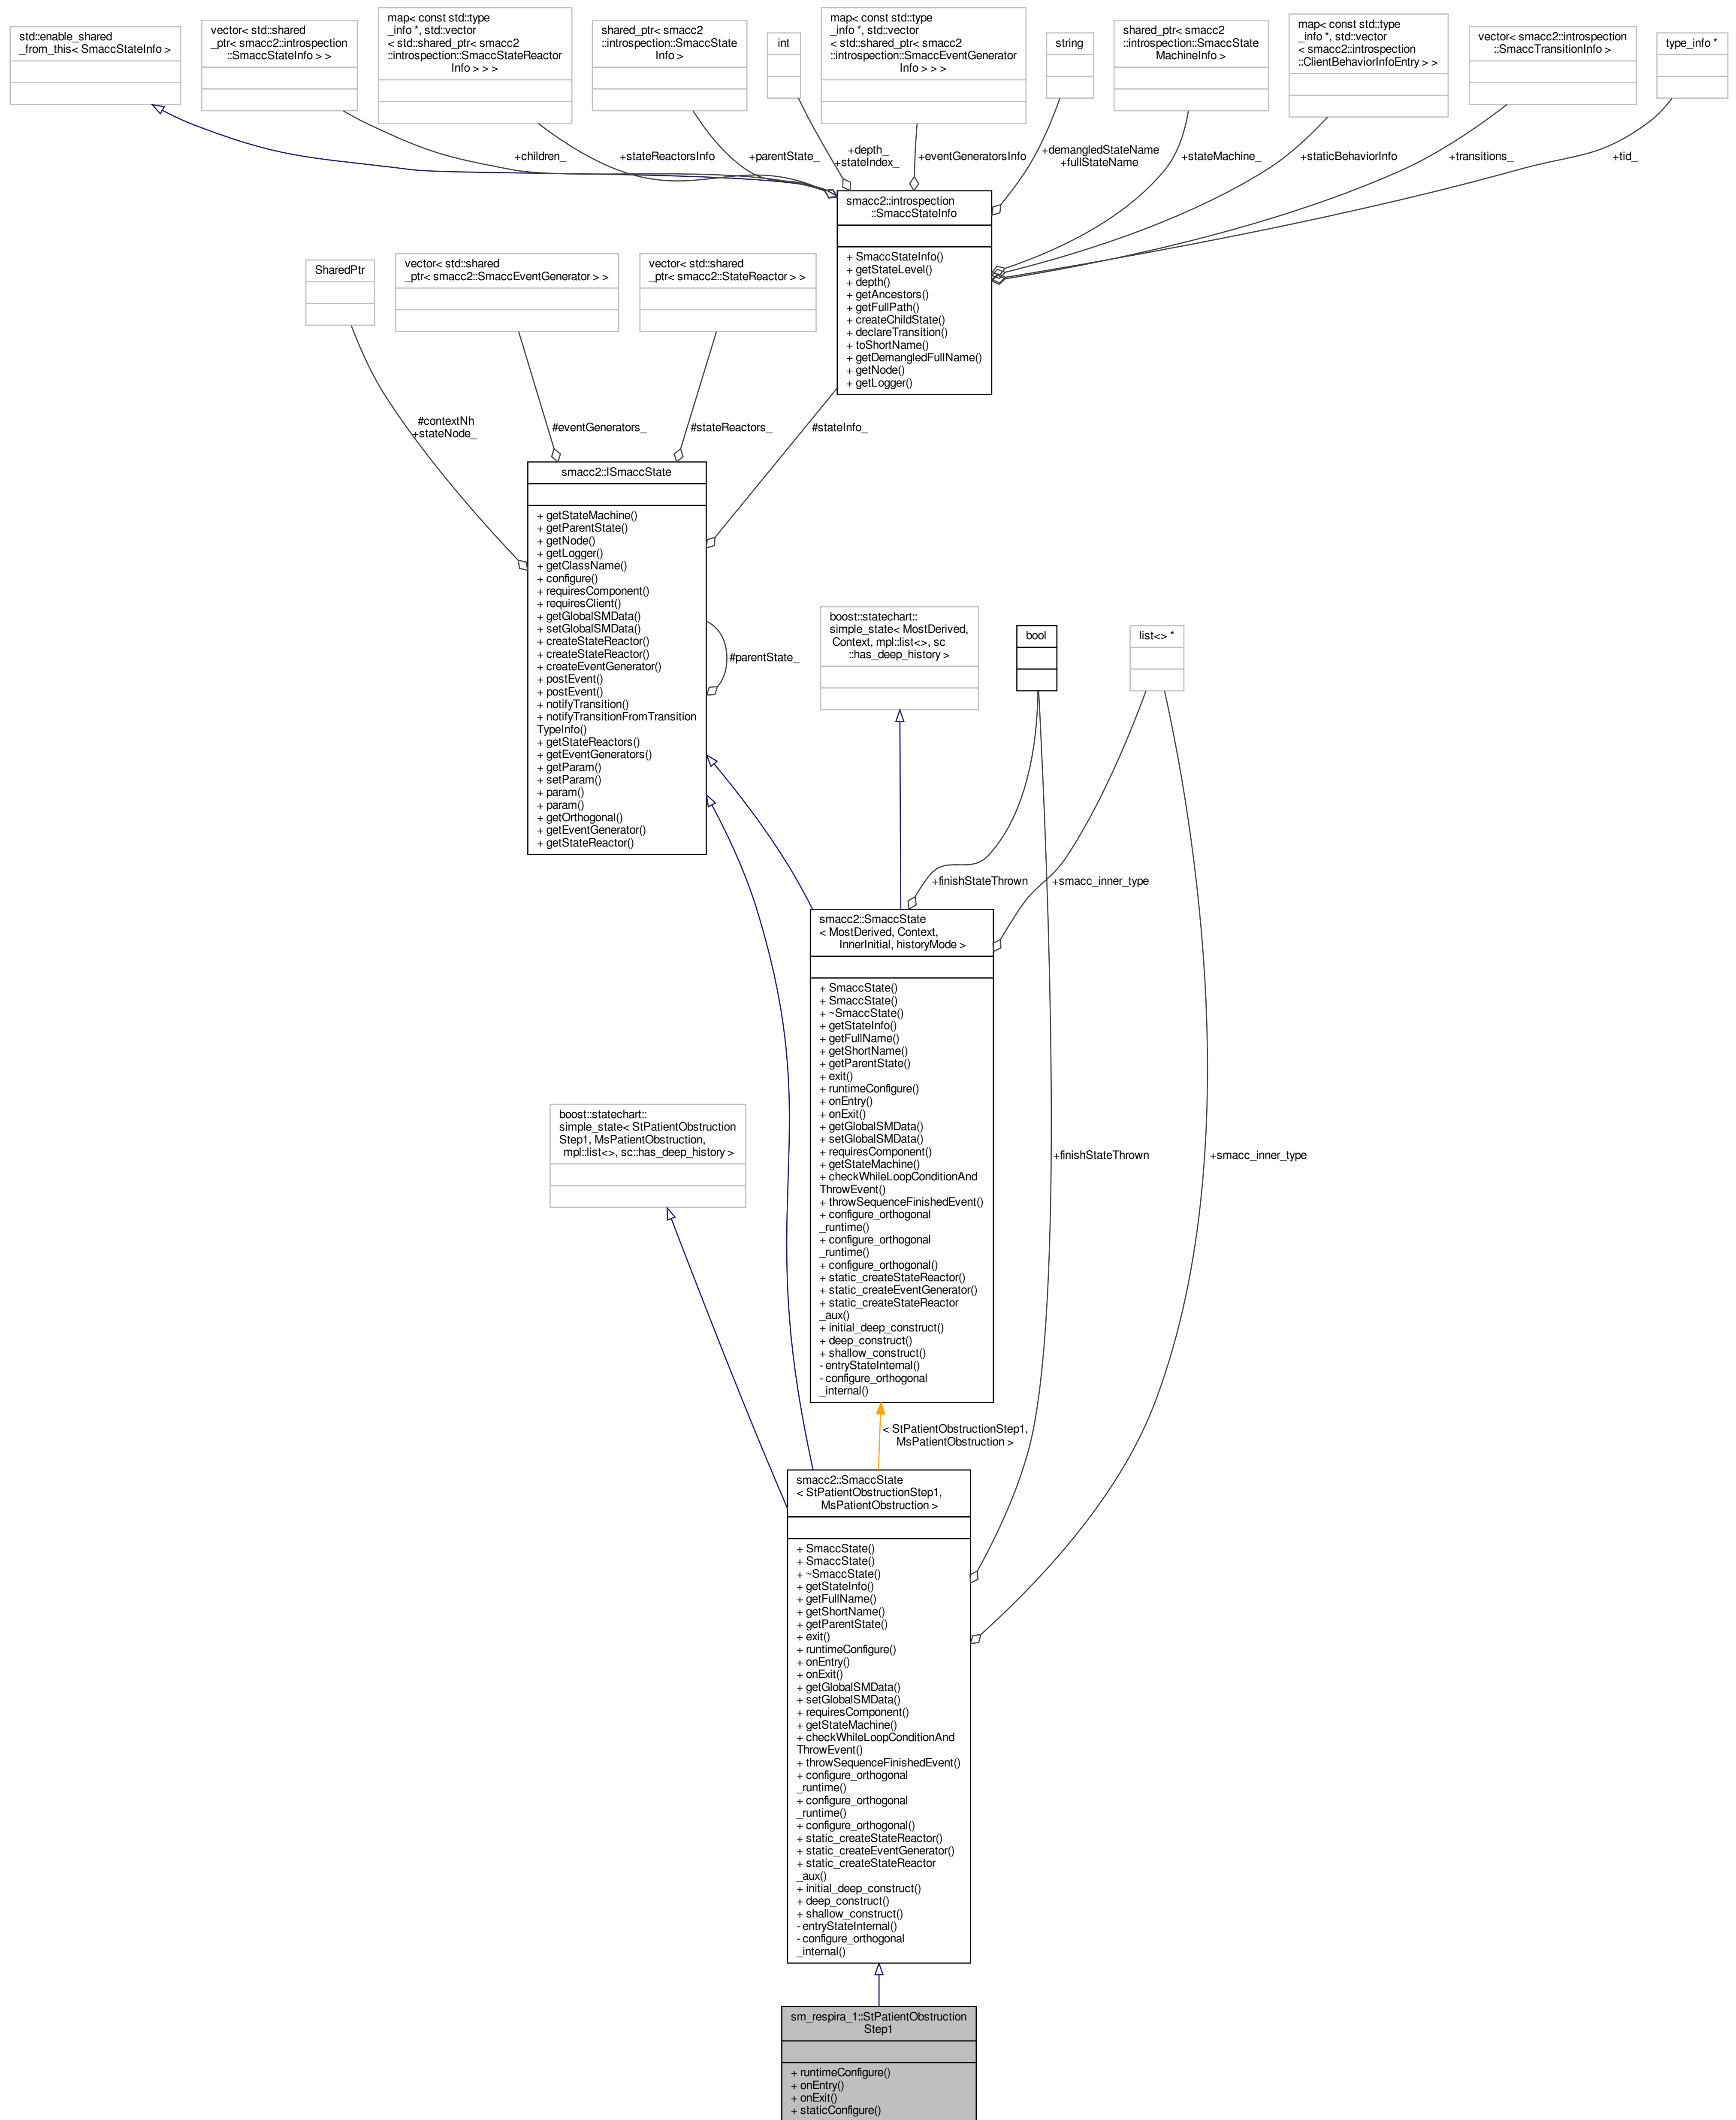 std::enable_shared
_from_this< SmaccStateInfo >
vector< std::shared
_ptr< smacc2::introspection
::SmaccStateInfo > >
map< const std::type
_info *, std::vector
< std::shared_ptr< smacc2
::introspection::SmaccStateReactor
Info > > >
shared_ptr< smacc2
::introspection::SmaccState
Info >
int
map< const std::type
_info *, std::vector
< std::shared_ptr< smacc2
::introspection::SmaccEventGenerator
Info > > >
string
shared_ptr< smacc2
::introspection::SmaccState
MachineInfo >
map< const std::type
_info *, std::vector
< smacc2::introspection
::ClientBehaviorInfoEntry > >
vector< smacc2::introspection
::SmaccTransitionInfo >
type_info *
+children_
+stateReactorsInfo
+parentState_
+depth_
+stateIndex_
+eventGeneratorsInfo
+demangledStateName
+fullStateName
+stateMachine_
+staticBehaviorInfo
+transitions_
+tid_
smacc2::introspection
::SmaccStateInfo
+ SmaccStateInfo()
+ getStateLevel()
+ depth()
+ getAncestors()
+ getFullPath()
+ createChildState()
+ declareTransition()
+ toShortName()
+ getDemangledFullName()
+ getNode()
+ getLogger()
SharedPtr
vector< std::shared
_ptr< smacc2::SmaccEventGenerator > >
vector< std::shared
_ptr< smacc2::StateReactor > >
#contextNh
+stateNode_
#eventGenerators_
#stateReactors_
#stateInfo_
smacc2::ISmaccState
+ getStateMachine()
+ getParentState()
+ getNode()
+ getLogger()
+ getClassName()
+ configure()
+ requiresComponent()
+ requiresClient()
+ getGlobalSMData()
+ setGlobalSMData()
+ createStateReactor()
+ createStateReactor()
+ createEventGenerator()
+ postEvent()
+ postEvent()
+ notifyTransition()
+ notifyTransitionFromTransition
TypeInfo()
+ getStateReactors()
+ getEventGenerators()
+ getParam()
+ setParam()
+ param()
+ param()
+ getOrthogonal()
+ getEventGenerator()
+ getStateReactor()
#parentState_
boost::statechart::
simple_state< MostDerived,
Context, mpl::list<>, sc
::has_deep_history >
bool
list<> *
+finishStateThrown
+smacc_inner_type
smacc2::SmaccState
< MostDerived, Context,
InnerInitial, historyMode >
+ SmaccState()
+ SmaccState()
+ ~SmaccState()
+ getStateInfo()
+ getFullName()
+ getShortName()
+ getParentState()
+ exit()
+ runtimeConfigure()
+ onEntry()
+ onExit()
+ getGlobalSMData()
+ setGlobalSMData()
+ requiresComponent()
+ getStateMachine()
+ checkWhileLoopConditionAnd
ThrowEvent()
+ throwSequenceFinishedEvent()
+ configure_orthogonal
_runtime()
+ configure_orthogonal
_runtime()
+ configure_orthogonal()
+ static_createStateReactor()
+ static_createEventGenerator()
+ static_createStateReactor
_aux()
+ initial_deep_construct()
+ deep_construct()
+ shallow_construct()
- entryStateInternal()
- configure_orthogonal
_internal()
boost::statechart::
simple_state< StPatientObstruction
Step1, MsPatientObstruction,
mpl::list<>, sc::has_deep_history >
+finishStateThrown
+smacc_inner_type
< StPatientObstructionStep1,
MsPatientObstruction >
smacc2::SmaccState
< StPatientObstructionStep1,
MsPatientObstruction >
+ SmaccState()
+ SmaccState()
+ ~SmaccState()
+ getStateInfo()
+ getFullName()
+ getShortName()
+ getParentState()
+ exit()
+ runtimeConfigure()
+ onEntry()
+ onExit()
+ getGlobalSMData()
+ setGlobalSMData()
+ requiresComponent()
+ getStateMachine()
+ checkWhileLoopConditionAnd
ThrowEvent()
+ throwSequenceFinishedEvent()
+ configure_orthogonal
_runtime()
+ configure_orthogonal
_runtime()
+ configure_orthogonal()
+ static_createStateReactor()
+ static_createEventGenerator()
+ static_createStateReactor
_aux()
+ initial_deep_construct()
+ deep_construct()
+ shallow_construct()
- entryStateInternal()
- configure_orthogonal
_internal()
sm_respira_1::StPatientObstruction
Step1
+ runtimeConfigure()
+ onEntry()
+ onExit()
+ staticConfigure()